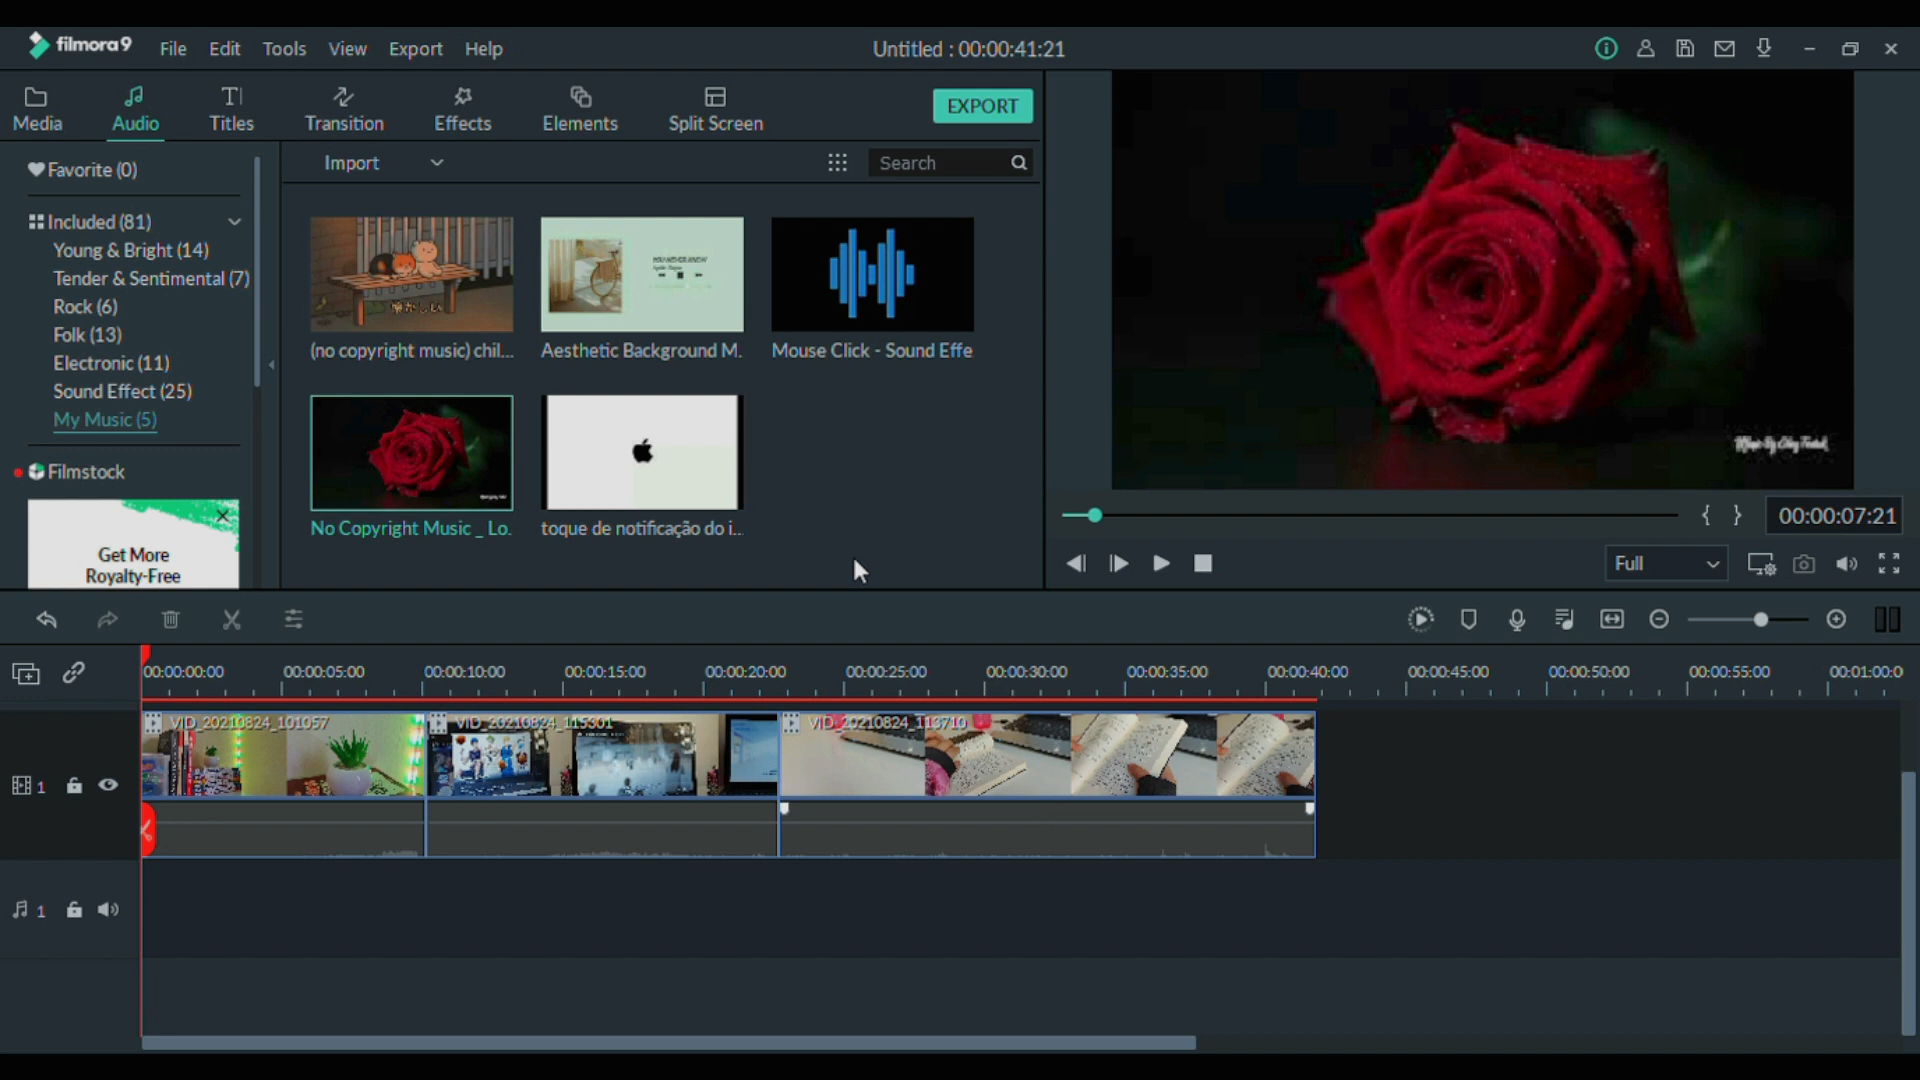 filmora9
File Edit Tools View Export Help
Untitled : 00:00:41:21
Media
Audio
Titles
Transition
Effects
Elements
Split Screen
EXPORT
Favorite (0)
Included (81)
Young & Bright (14)
Tender & Sentimental (7)
Rock (6)
Folk (13)
Electronic (11)
Sound Effect (25)
My Music (5)
Filmstock
Get More
Royalty-Free
Import
Search
(no copyright music) chil...
Aesthetic Background M.
Mouse Click - Sound Effe
No Copyright Music _ Lo.
toque de notificação do i...
00:00:07:21
Full
00:00:00:00 00:00:05:00 00:00:10:00 00:00:15:00 00:00:20:00 00:00:25:00 00:00:30:00 00:00:35:00 00:00:40:00 00:00:45:00 00:00:50:00 00:00:55:00 00:01:00:0
VID_20210824_101057
VID_20210824_115301
VID_20210824_113710
1
1